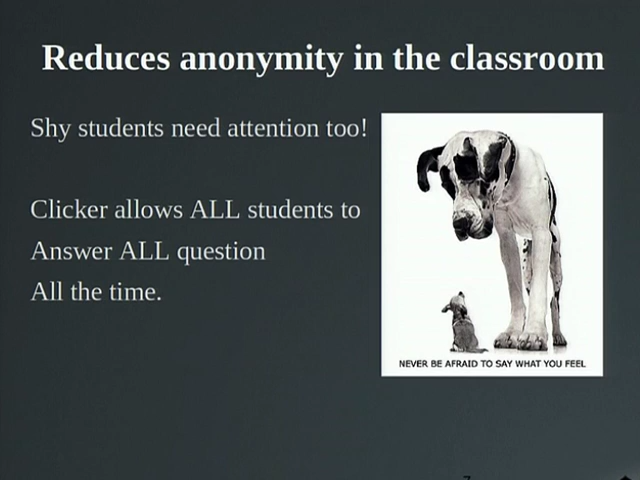 Reduces anonymity in the classroom
Shy students need attention too!
Clicker allows ALL students to
Answer ALL question
All the time.
NEVER BE AFRAID TO SAY WHAT YOU FEEL